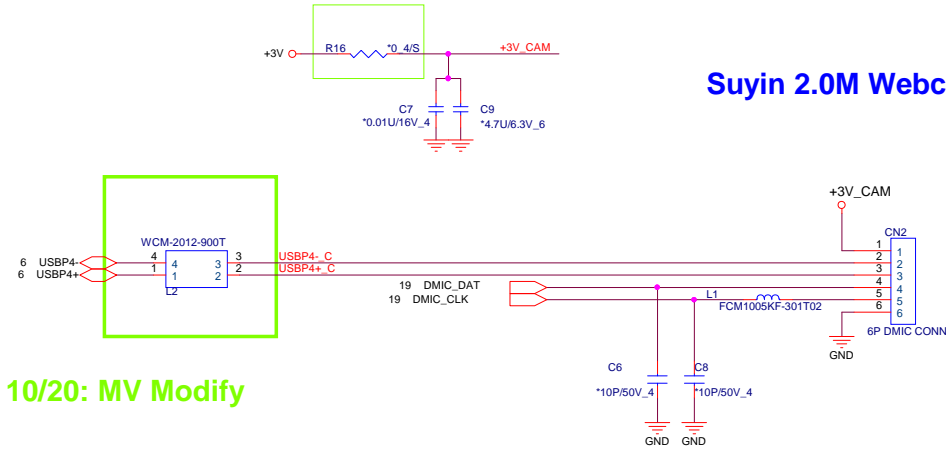 +3V R16 *0_4/S +3V_CAM
Suyin 2.0M Webc
C7 C9
*0.01U/16V_4 *4.7U/6.3V_6
+3V_CAM
WCM-2012-900T
CN2
6 USBP4- 4 4 3 3 USBP4-_C
6 USBP4+ 1 1 2 2 USBP4+_C
L2
1 1
2 2
3 3
19 DMIC_DAT 4 4
19 DMIC_CLK L1 5 5
FCM1005KF-301T02 6 6
6P DMIC CONN
GND
C6 C8
*10P/50V_4 *10P/50V_4
GND GND
10/20: MV Modify